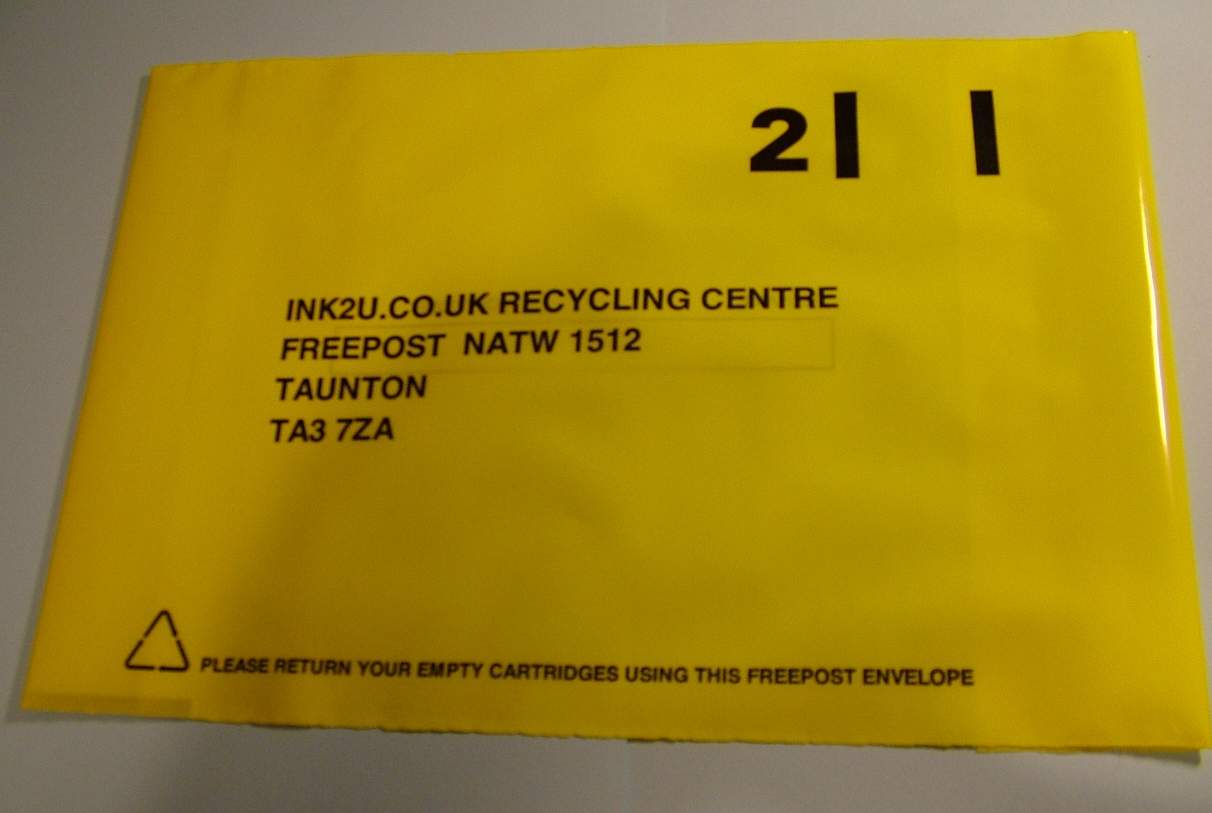 2
INK2U.CO.UK RECYCLING CENTRE
FREEPOST NATW 1512
TAUNTON
TA3 7ZA
PLEASE RETURN YOUR EMPTY CARTRIDGES USING THIS FREEPOST ENVELOPE